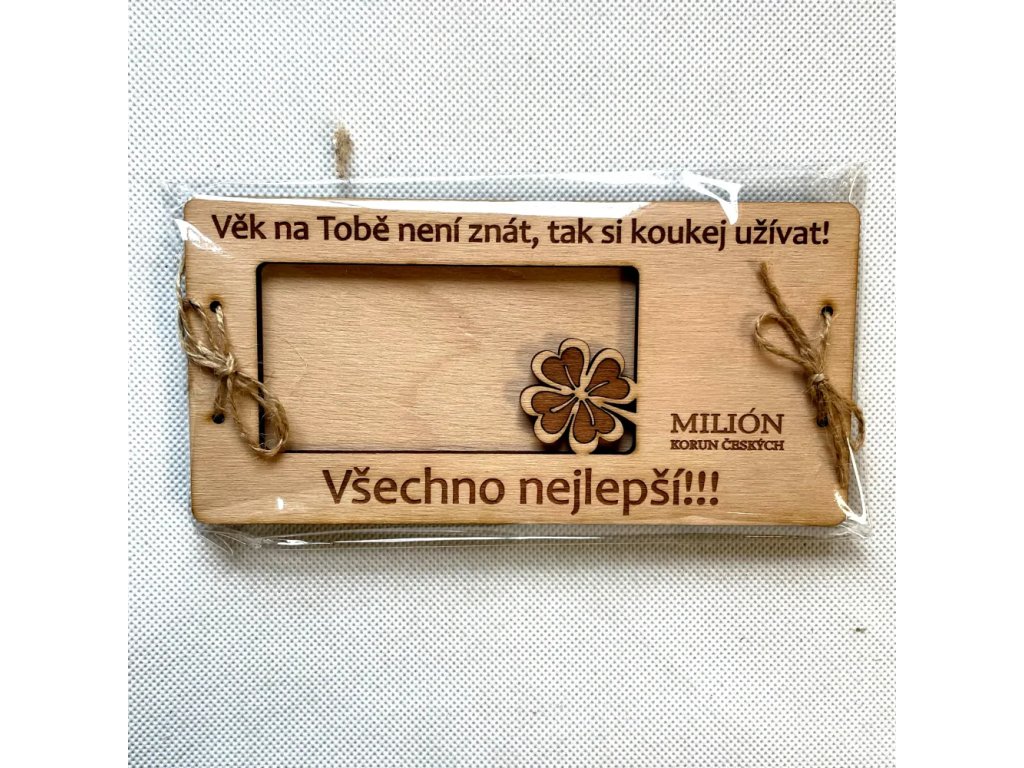 Věk na Tobě není znát, tak si koukej užívat!
MILIÓN
KORUN ČESKÝCH
Všechno nejlepší!!!